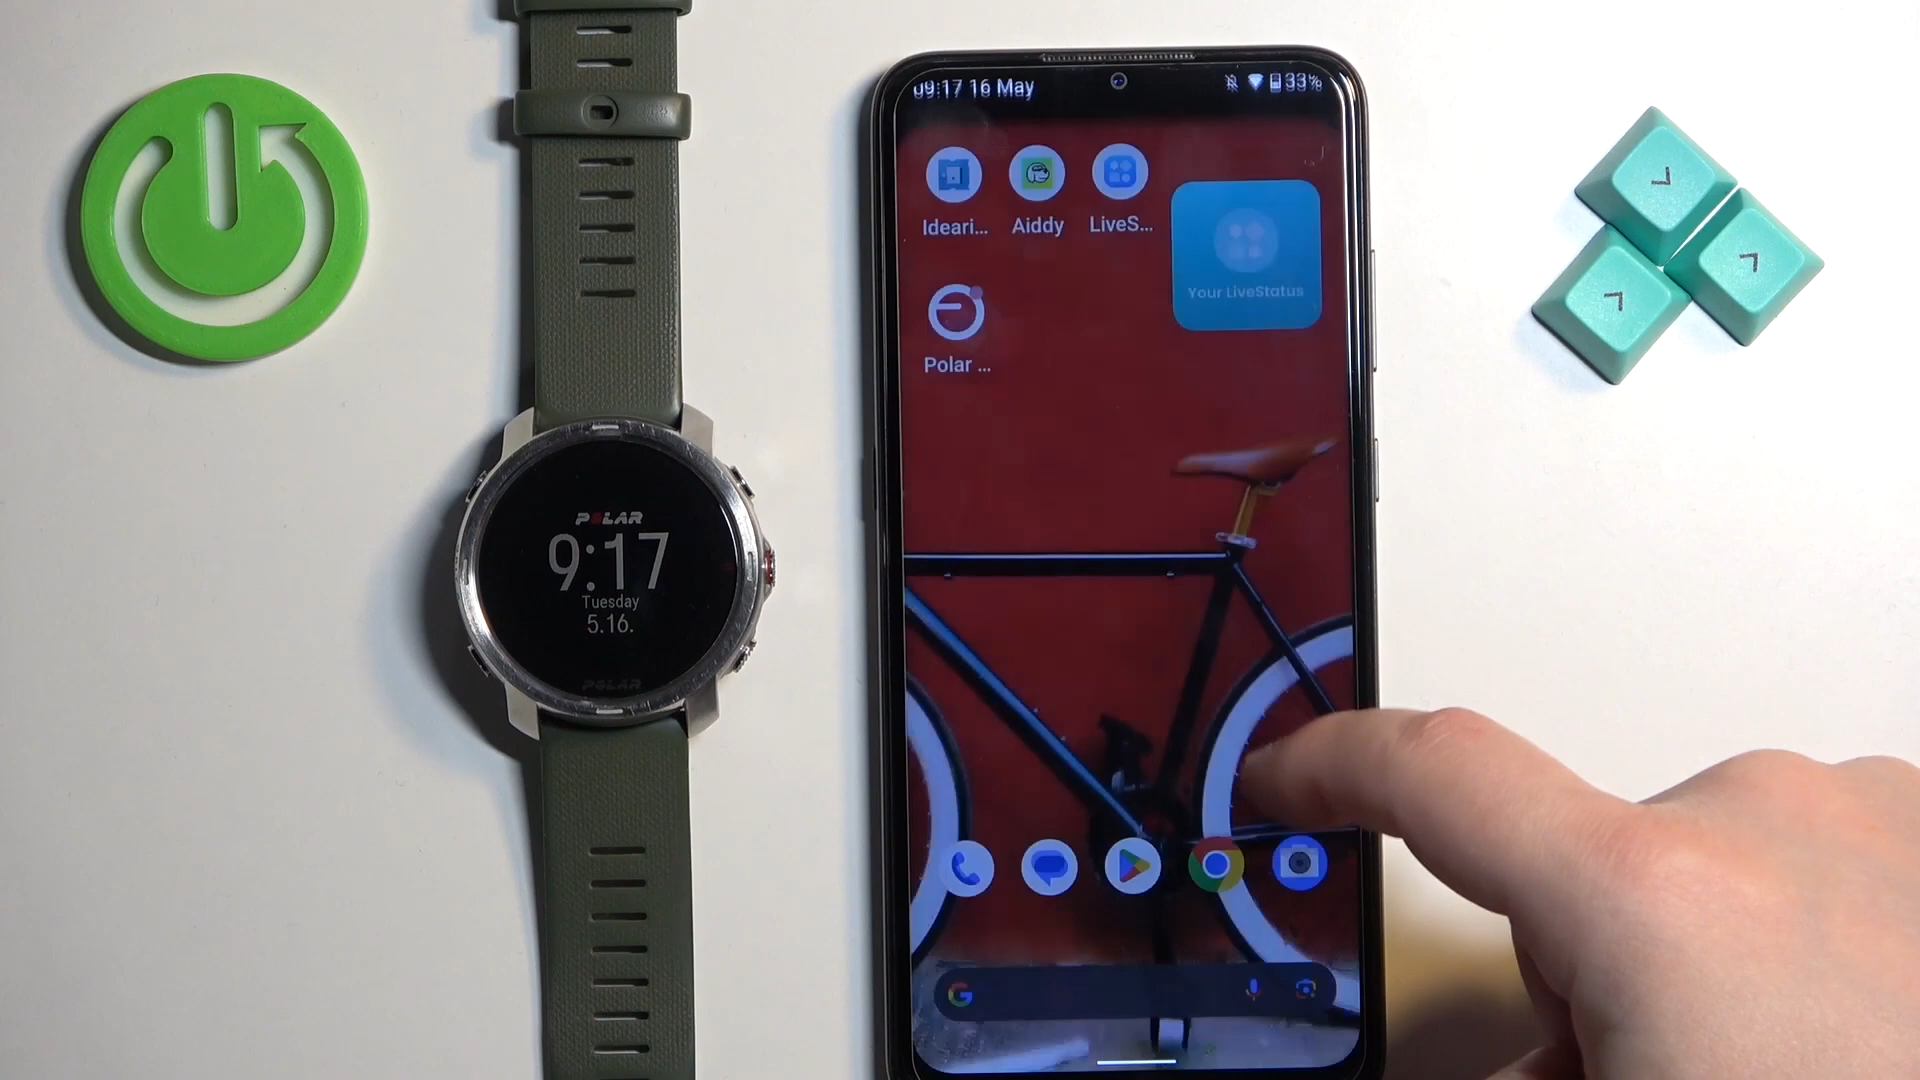 POLAR
9:17
Tuesday
5.16.
POLAR
09:17 16 May
33%
Ideari...
Aiddy
LiveS...
Your LiveStatus
Polar ...